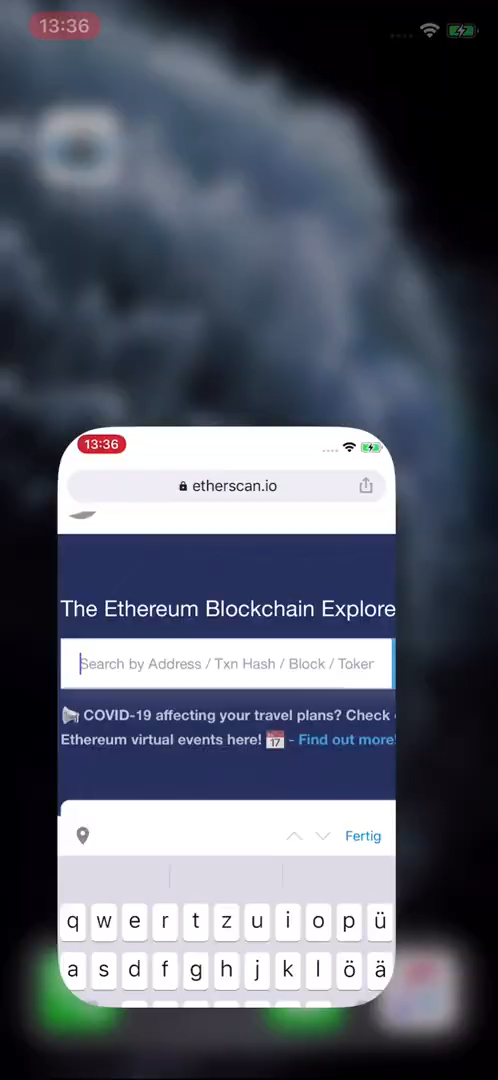 13:36
13:36
etherscan.io
The Ethereum Blockchain Explore
Search by Address / Txn Hash / Block / Token
COVID-19 affecting your travel plans? Check
Ethereum virtual events here! 17 - Find out more!
Fertig
q w e r t z u i o p ü
a s d f g h j k l ö ä